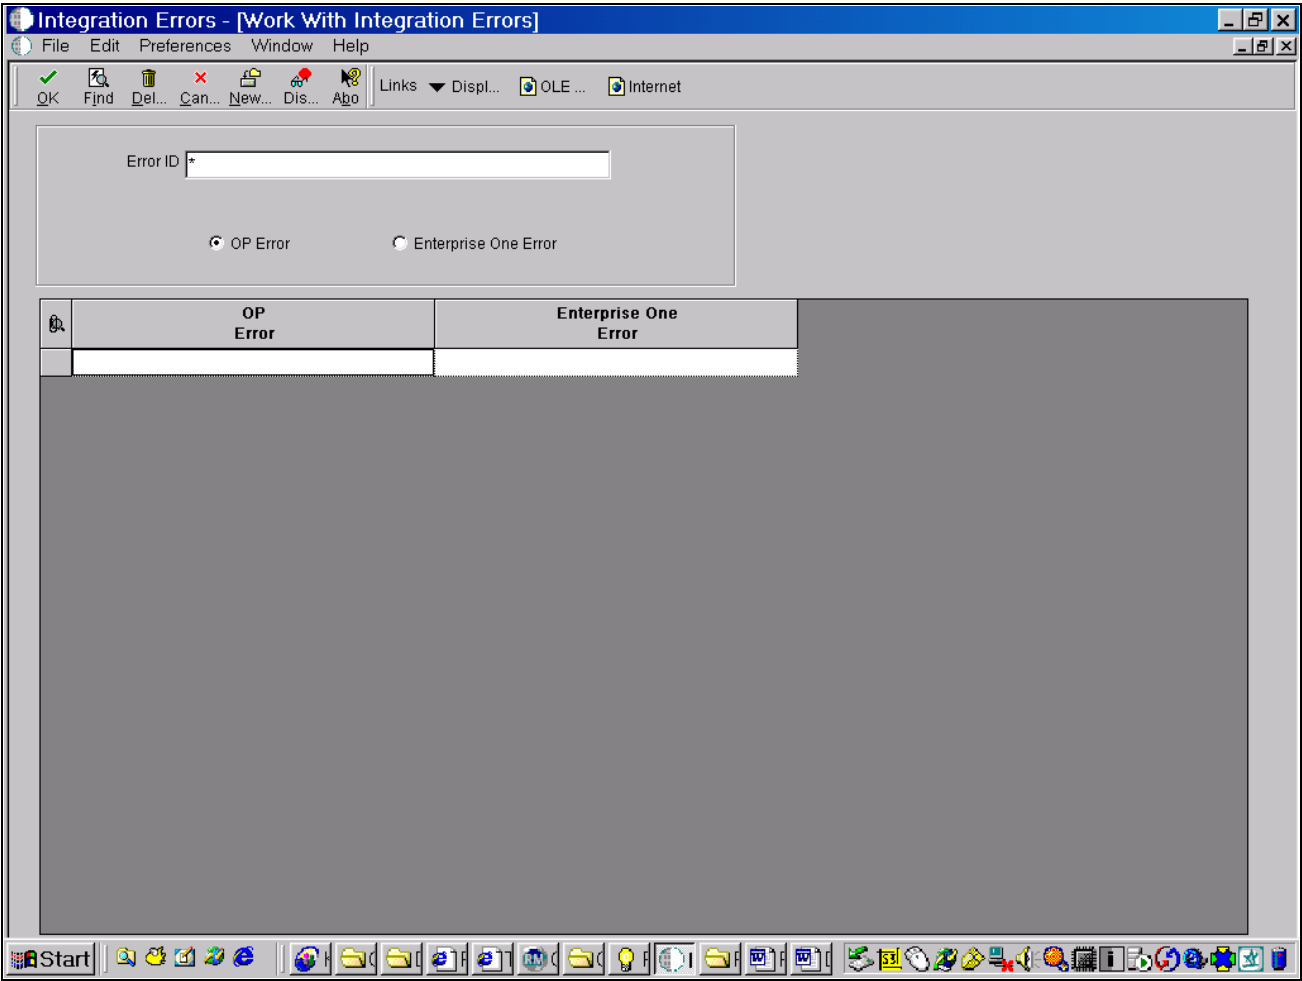 Integration Errors - [Work With Integration Errors]
File Edit Preferences Window Help
OK Find Del... Can... New... Dis... Abo Links Displ... OLE ... Internet
Error ID *
OP Error Enterprise One Error
OP Error Enterprise One Error
Start